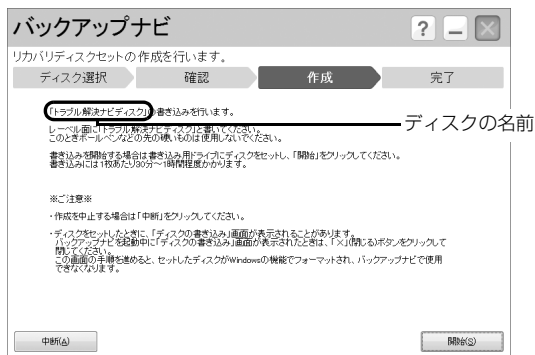 バックアップナビ
? － ×
リカバリディスクセットの作成を行います。
ディスク選択 確認 作成 完了
「トラブル解決ナビディスク」の書き込みを行います。
ディスクの名前
レーベル面に「トラブル解決ナビディスク」と書いてください。
このときボールペンなどの先の硬いものは使用しないでください。
書き込みを開始する場合は書き込み用ドライブにディスクをセットし、「開始」をクリックしてください。
書き込みには1枚あたり30分～1時間程度かかります。
※ご注意※
・作成を中止する場合は「中断」をクリックしてください。
・ディスクをセットしたときに、「ディスクの書き込み」画面が表示されることがあります。
バックアップナビを起動中に「ディスクの書き込み」画面が表示されたときは、「×」(閉じる)ボタンをクリックして
閉じてください。
この画面の手順を進めると、セットしたディスクがWindowsの機能でフォーマットされ、バックアップナビで使用
できなくなります。
中断(A) 開始(S)